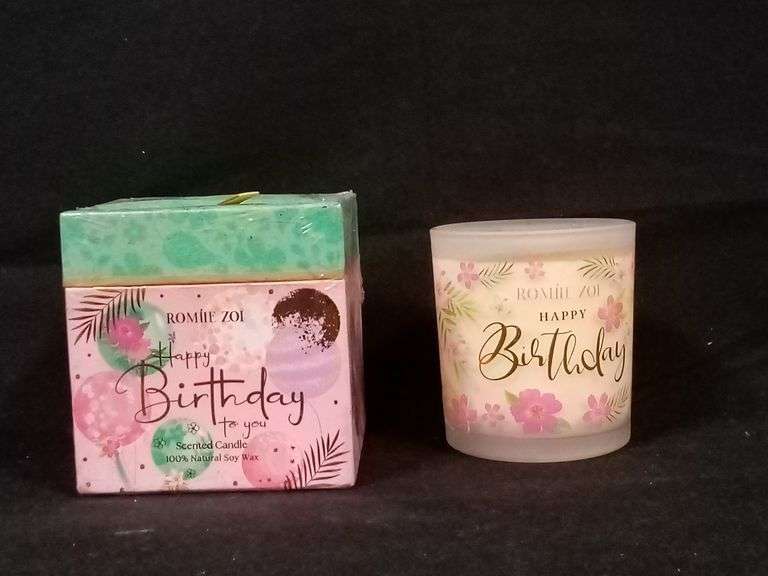 ROMIIE ZOI
Happy
Birthday
to you
Scented Candle
100% Natural Soy Wax
ROMIIE ZOI
HAPPY
Birthday